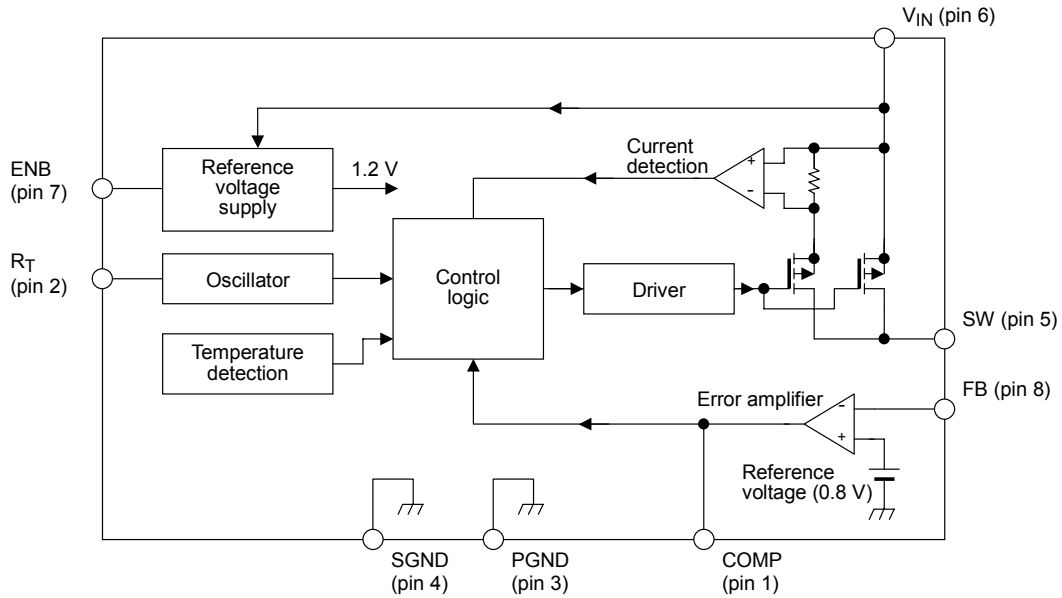 V_IN (pin 6)
ENB
(pin 7)
Reference
voltage
supply
1.2 V
Current
detection
+
-
R_T
(pin 2)
Oscillator
Control
logic
Driver
SW (pin 5)
Temperature
detection
FB (pin 8)
Error amplifier
-
+
Reference
voltage (0.8 V)
SGND
(pin 4)
PGND
(pin 3)
COMP
(pin 1)